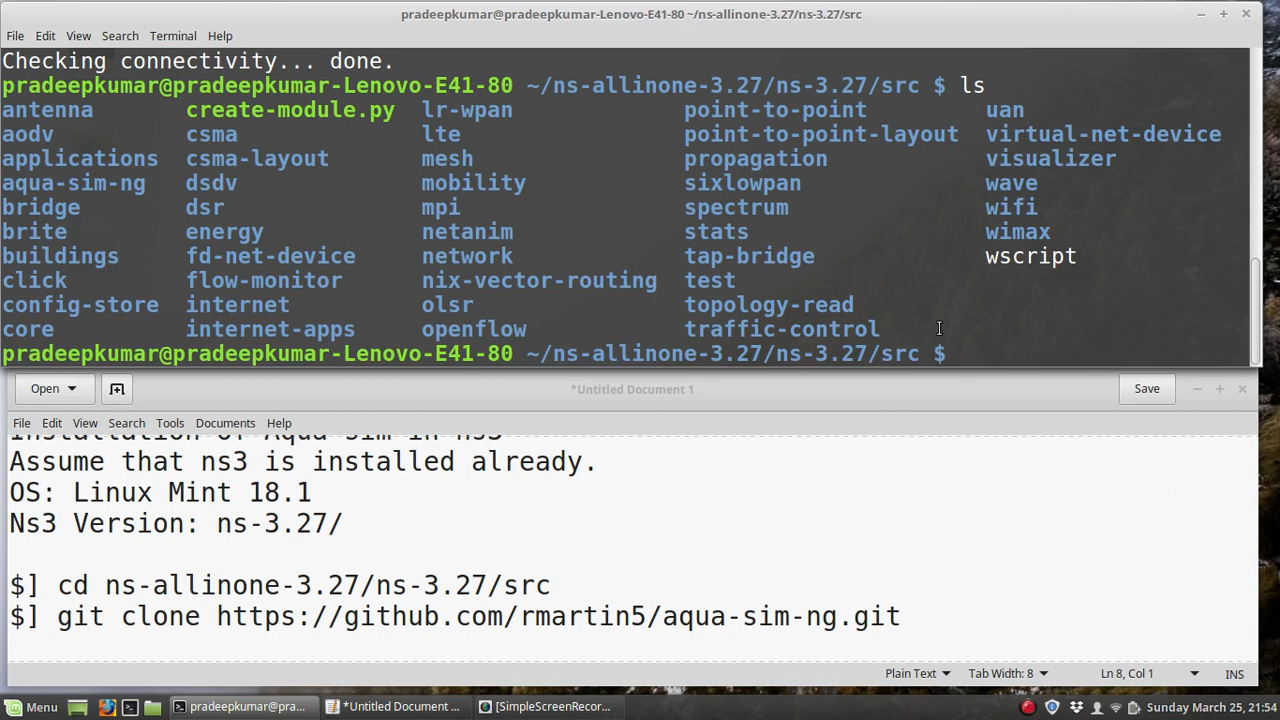 pradeepkumar@pradeepkumar-Lenovo-E41-80 ~/ns-allinone-3.27/ns-3.27/src
File Edit View Search Terminal Help
Checking connectivity... done.
pradeepkumar@pradeepkumar-Lenovo-E41-80 ~/ns-allinone-3.27/ns-3.27/src $ ls
antenna create-module.py lr-wpan point-to-point uan
aodv csma lte point-to-point-layout virtual-net-device
applications csma-layout mesh propagation visualizer
aqua-sim-ng dsdv mobility sixlowpan wave
bridge dsr mpi spectrum wifi
brite energy netanim stats wimax
buildings fd-net-device network tap-bridge wscript
click flow-monitor nix-vector-routing test
config-store internet olsr topology-read
core internet-apps openflow traffic-control
pradeepkumar@pradeepkumar-Lenovo-E41-80 ~/ns-allinone-3.27/ns-3.27/src $
Open *Untitled Document 1 Save
File Edit View Search Tools Documents Help
Installation of Aqua-sim in ns3
Assume that ns3 is installed already.
OS: Linux Mint 18.1
Ns3 Version: ns-3.27/
$] cd ns-allinone-3.27/ns-3.27/src
$] git clone https://github.com/rmartin5/aqua-sim-ng.git
Plain Text Tab Width: 8 Ln 8, Col 1 INS
Menu pradeepkumar@pra... *Untitled Document ... [SimpleScreenRecor... Sunday March 25, 21:54